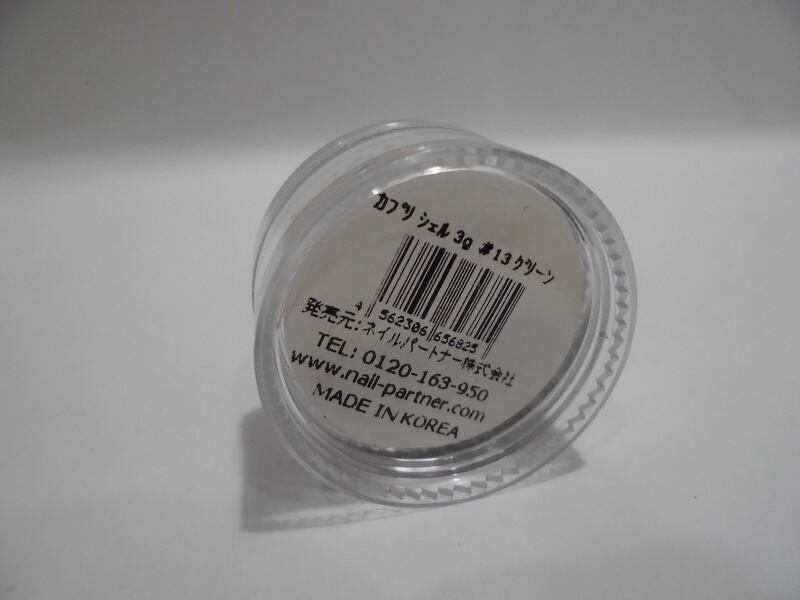 カプリ シェル 3g #13 グリーン
4 562306 656825
発売元:ネイルパートナー株式会社
TEL: 0120-163-950
www.nail-partner.com
MADE IN KOREA